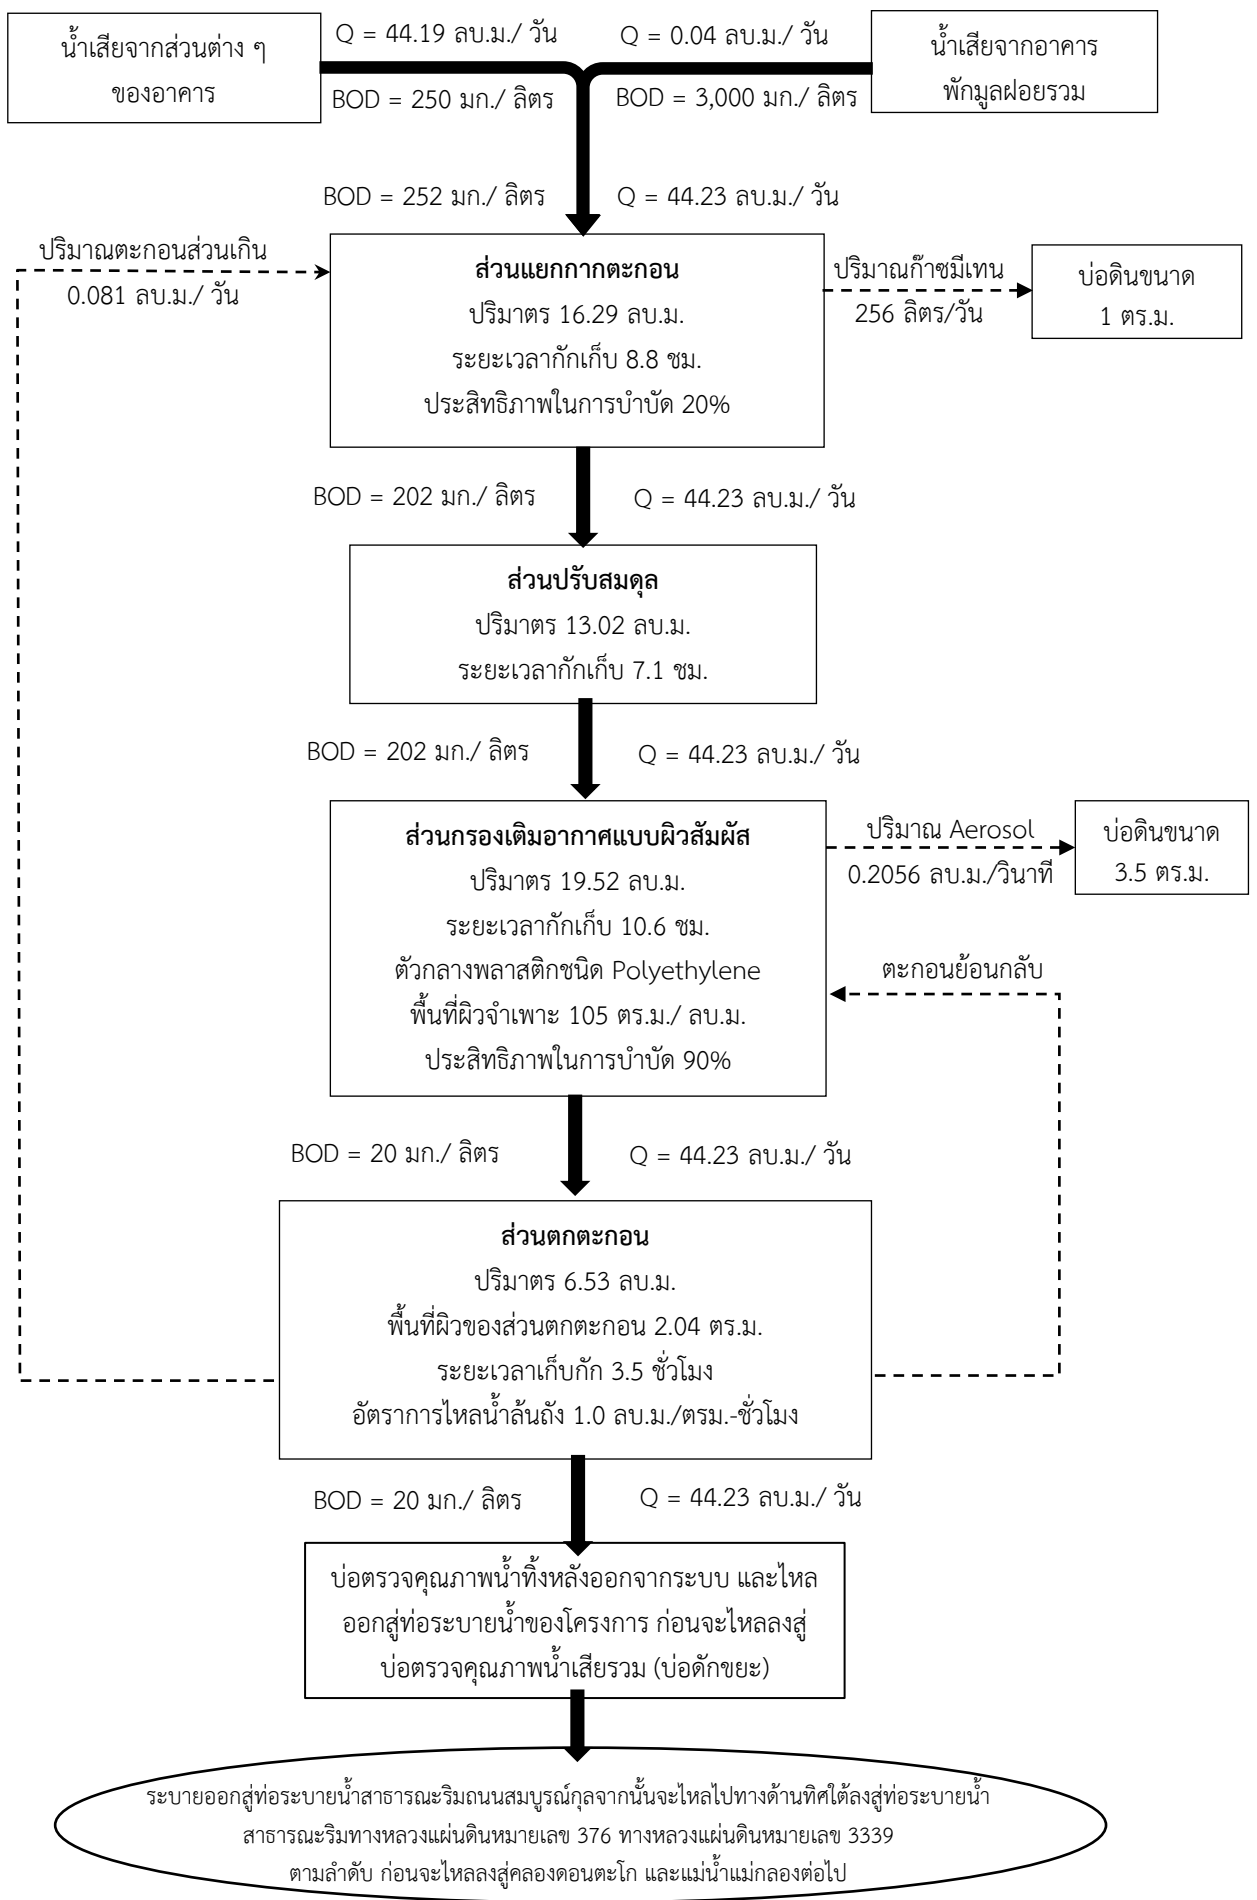 น้ำเสียจากส่วนต่าง ๆ
ของอาคาร
Q = 44.19 ลบ.ม./ วัน
BOD = 250 มก./ ลิตร
Q = 0.04 ลบ.ม./ วัน
BOD = 3,000 มก./ ลิตร
น้ำเสียจากอาคาร
พักมูลฝอยรวม
BOD = 252 มก./ ลิตร
Q = 44.23 ลบ.ม./ วัน
ปริมาณตะกอนส่วนเกิน
0.081 ลบ.ม./ วัน
ส่วนแยกกากตะกอน
ปริมาตร 16.29 ลบ.ม.
ระยะเวลากักเก็บ 8.8 ชม.
ประสิทธิภาพในการบำบัด 20%
ปริมาณก๊าซมีเทน
256 ลิตร/วัน
บ่อดินขนาด
1 ตร.ม.
BOD = 202 มก./ ลิตร
Q = 44.23 ลบ.ม./ วัน
ส่วนปรับสมดุล
ปริมาตร 13.02 ลบ.ม.
ระยะเวลากักเก็บ 7.1 ชม.
BOD = 202 มก./ ลิตร
Q = 44.23 ลบ.ม./ วัน
ส่วนกรองเติมอากาศแบบผิวสัมผัส
ปริมาตร 19.52 ลบ.ม.
ระยะเวลากักเก็บ 10.6 ชม.
ตัวกลางพลาสติกชนิด Polyethylene
พื้นที่ผิวจำเพาะ 105 ตร.ม./ ลบ.ม.
ประสิทธิภาพในการบำบัด 90%
ปริมาณ Aerosol
0.2056 ลบ.ม./วินาที
บ่อดินขนาด
3.5 ตร.ม.
ตะกอนย้อนกลับ
BOD = 20 มก./ ลิตร
Q = 44.23 ลบ.ม./ วัน
ส่วนตกตะกอน
ปริมาตร 6.53 ลบ.ม.
พื้นที่ผิวของส่วนตกตะกอน 2.04 ตร.ม.
ระยะเวลาเก็บกัก 3.5 ชั่วโมง
อัตราการไหลน้ำล้นถัง 1.0 ลบ.ม./ตรม.-ชั่วโมง
BOD = 20 มก./ ลิตร
Q = 44.23 ลบ.ม./ วัน
บ่อตรวจคุณภาพน้ำทิ้งหลังออกจากระบบ และไหล
ออกสู่ท่อระบายน้ำของโครงการ ก่อนจะไหลลงสู่
บ่อตรวจคุณภาพน้ำเสียรวม (บ่อดักขยะ)
ระบายออกสู่ท่อระบายน้ำสาธารณะริมถนนสมบูรณ์กุลจากนั้นจะไหลไปทางด้านทิศใต้ลงสู่ท่อระบายน้ำ
สาธารณะริมทางหลวงแผ่นดินหมายเลข 376 ทางหลวงแผ่นดินหมายเลข 3339
ตามลำดับ ก่อนจะไหลลงสู่คลองดอนตะโก และแม่น้ำแม่กลองต่อไป